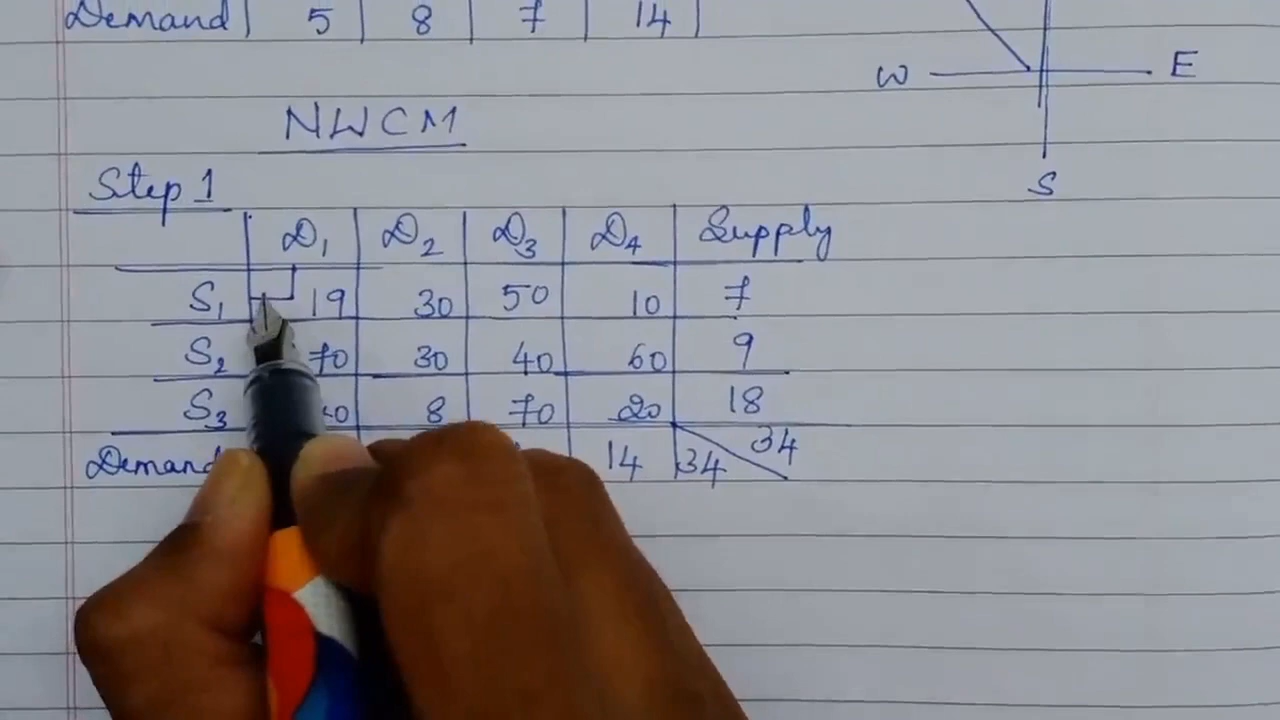 Demand 5 8 7 14
W E
NWCM
Step 1
S
D1 D2 D3 D4 Supply
S1 19 30 50 10 7
S2 70 30 40 60 9
S3 8 70 20 18
Demand 14 34 34